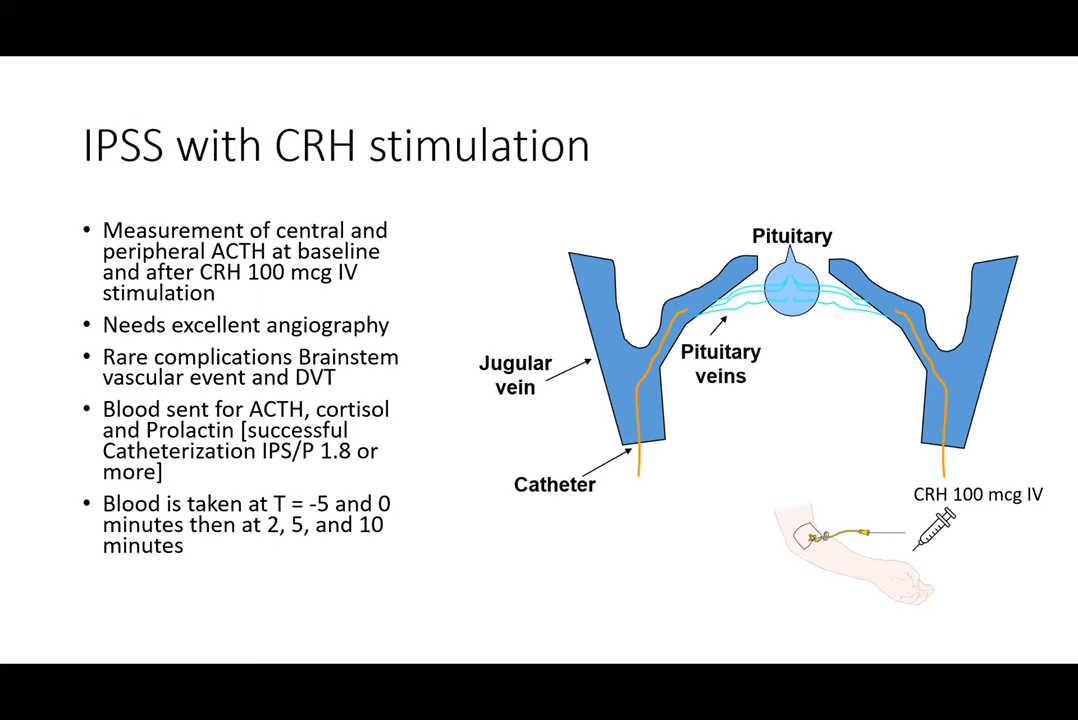 IPSS with CRH stimulation
• Measurement of central and
peripheral ACTH at baseline
and after CRH 100 mcg IV
stimulation
• Needs excellent angiography
• Rare complications Brainstem
vascular event and DVT
• Blood sent for ACTH, cortisol
and Prolactin [successful
Catheterization IPS/P 1.8 or
more]
• Blood is taken at T = -5 and 0
minutes then at 2, 5, and 10
minutes
Pituitary
Jugular
vein
Pituitary
veins
Catheter
CRH 100 mcg IV